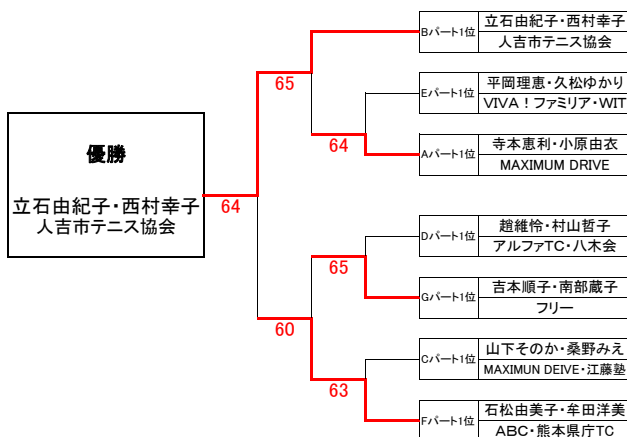 Bパート1位
立石由紀子・西村幸子
人吉市テニス協会
65
Eパート1位
平岡理恵・久松ゆかり
VIVA！ファミリア・WIT
64
Aパート1位
寺本恵利・小原由衣
MAXIMUM DRIVE
優勝
立石由紀子・西村幸子
人吉市テニス協会
64
Dパート1位
趙維伶・村山哲子
アルファTC・八木会
65
Gパート1位
吉本順子・南部蔵子
フリー
60
Cパート1位
山下そのか・桑野みえ
MAXIMUN DEIVE・江藤塾
63
Fパート1位
石松由美子・牟田洋美
ABC・熊本県庁TC